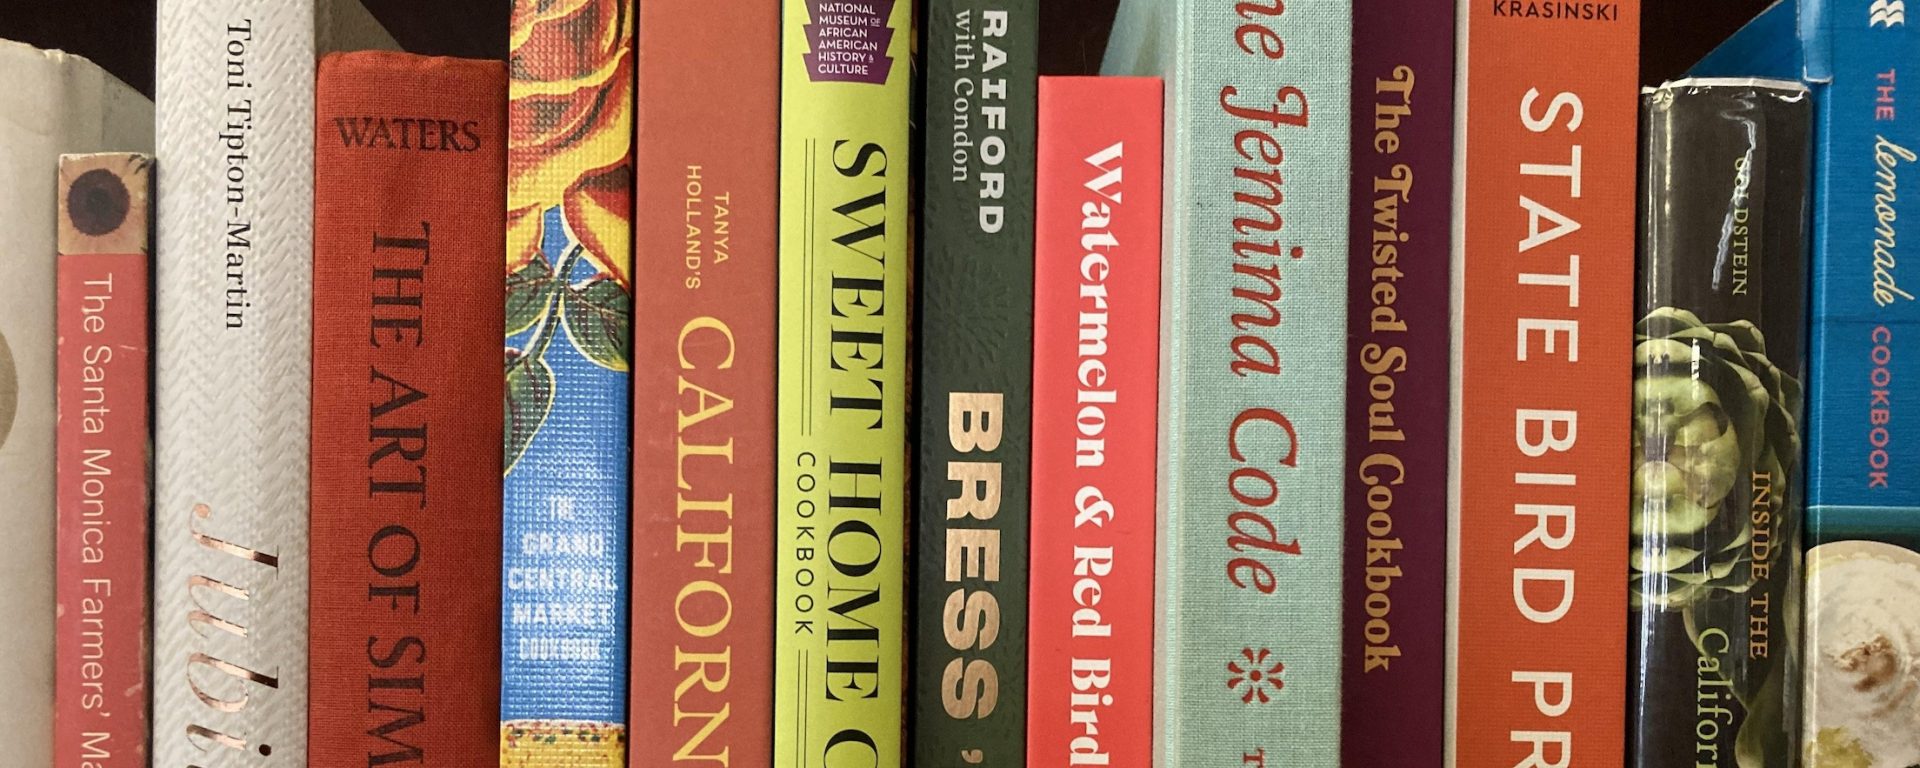 The Santa Monica Farmers' Ma
Toni Tipton-Martin
Jubi
WATERS
THE ART OF SIM
THE
GRAND
CENTRAL
MARKET
COOKBOOK
TANYA
HOLLAND'S
CALIFORN
NATIONAL
MUSEUM OF
AFRICAN
AMERICAN
HISTORY &
CULTURE
SWEET HOME C
COOKBOOK
RAIFORD
with Condon
BRESS '
Watermelon & Red Bird
he Jemima Code
T
The Twisted Soul Cookbook
KRASINSKI
STATE BIRD PR
GOLDSTEIN
INSIDE THE
Califor
THE lemonade COOKBOOK